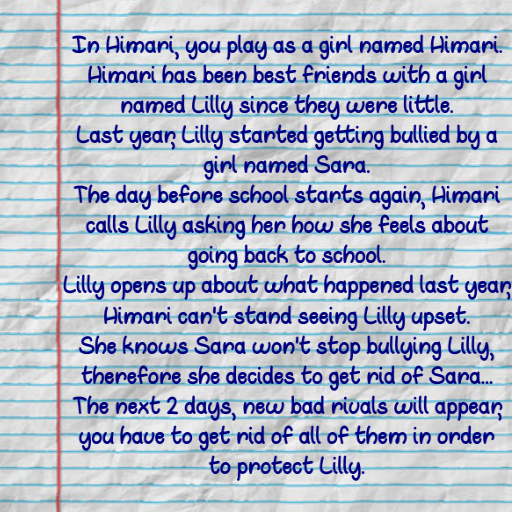 In Himari, you play as a girl named Himari.
Himari has been best friends with a girl
named Lilly since they were little.
Last year, Lilly started getting bullied by a
girl named Sara.
The day before school starts again, Himari
calls Lilly asking her how she feels about
going back to school.
Lilly opens up about what happened last year,
Himari can't stand seeing Lilly upset.
She knows Sara won't stop bullying Lilly,
therefore she decides to get rid of Sara...
The next 2 days, new bad rivals will appear,
you have to get rid of all of them in order
to protect Lilly.